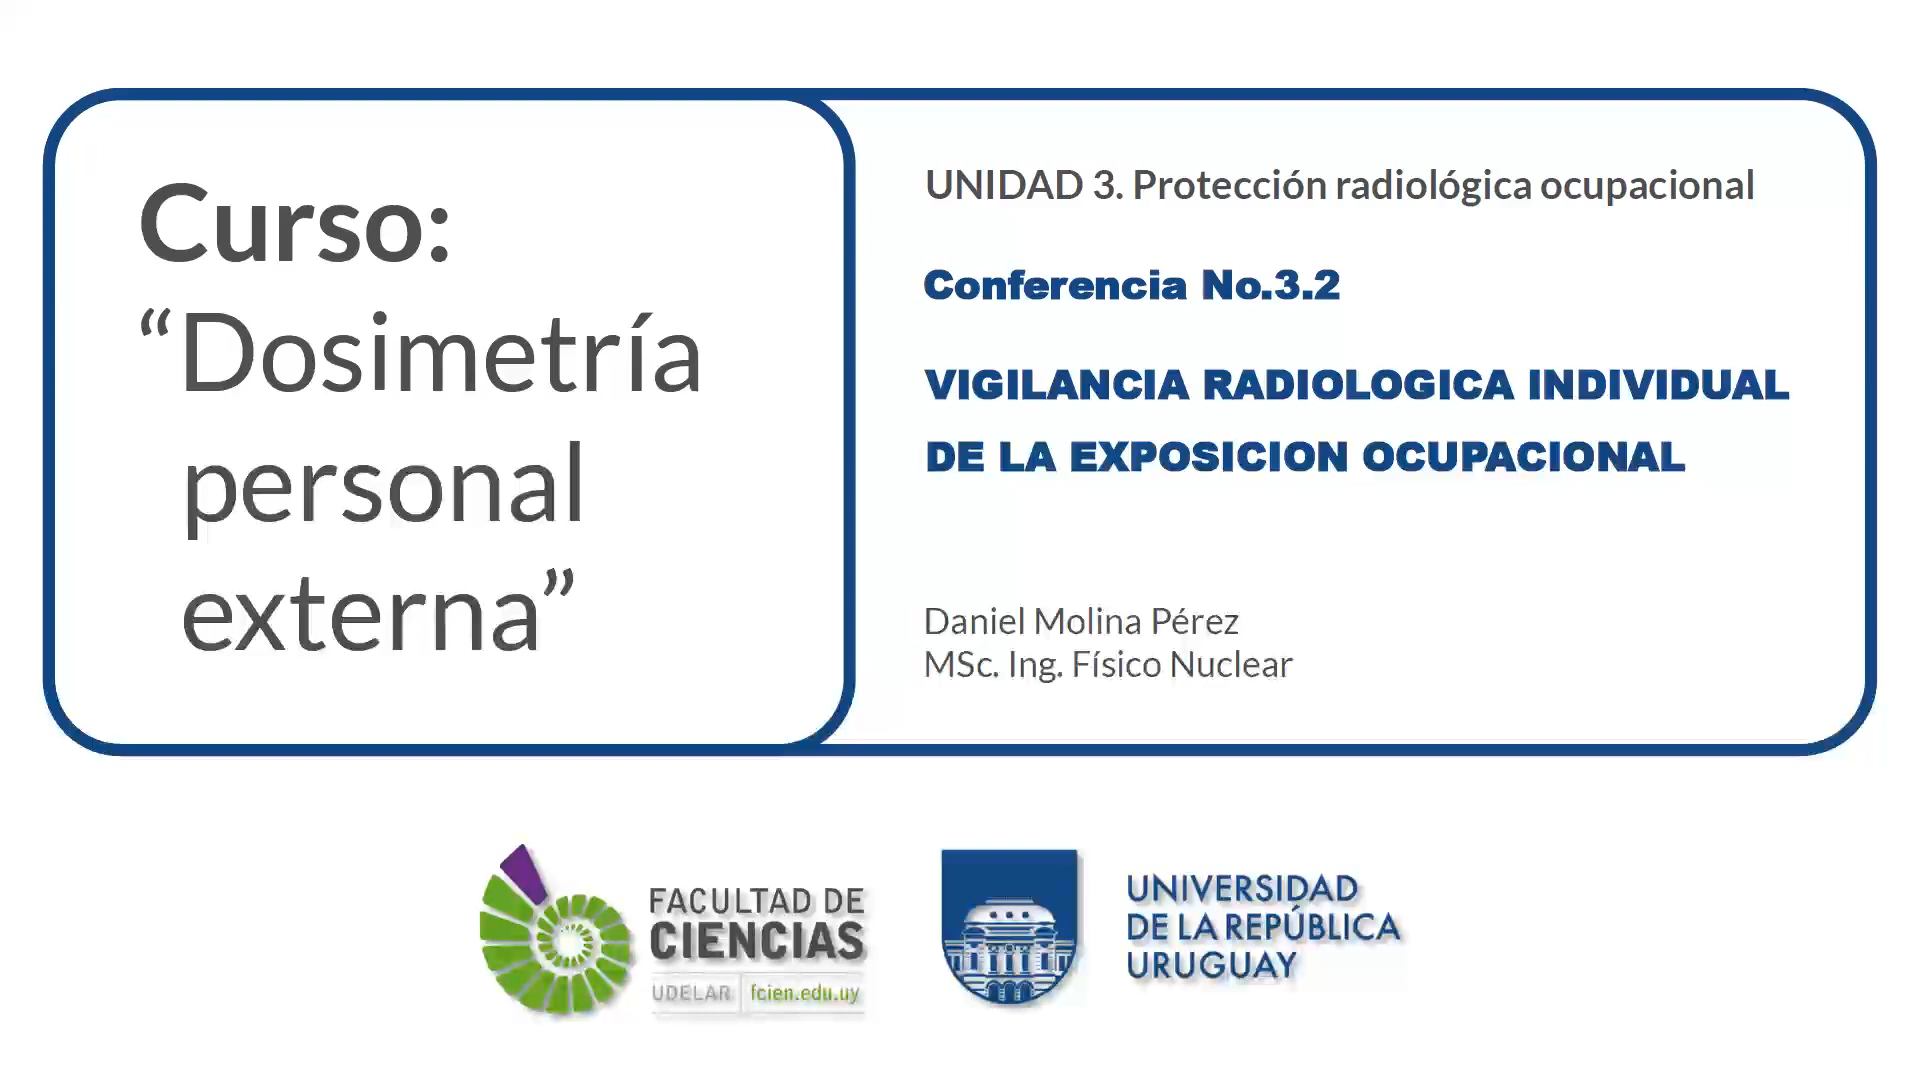 Curso:
“Dosimetría
personal
externa”
UNIDAD 3. Protección radiológica ocupacional
Conferencia No.3.2
VIGILANCIA RADIOLOGICA INDIVIDUAL
DE LA EXPOSICION OCUPACIONAL
Daniel Molina Pérez
MSc. Ing. Físico Nuclear
FACULTAD DE
CIENCIAS
UDELAR fcien.edu.uy
UNIVERSIDAD
DE LA REPÚBLICA
URUGUAY